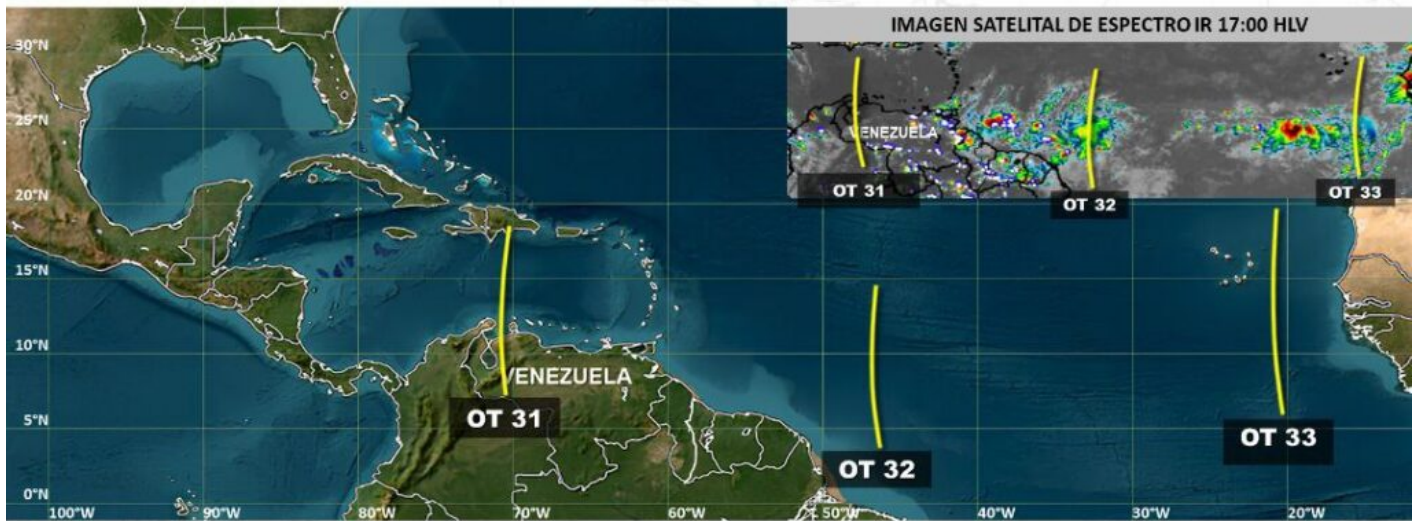 IMAGEN SATELITAL DE ESPECTRO IR 17:00 HLV
VENEZUELA
OT 31
OT 32
OT 33
30°N
25°N
20°N
15°N
10°N
5°N
0°N
VENEZUELA
OT 31
OT 32
OT 33
100°W
90°W
80°W
70°W
60°W
50°W
40°W
30°W
20°W